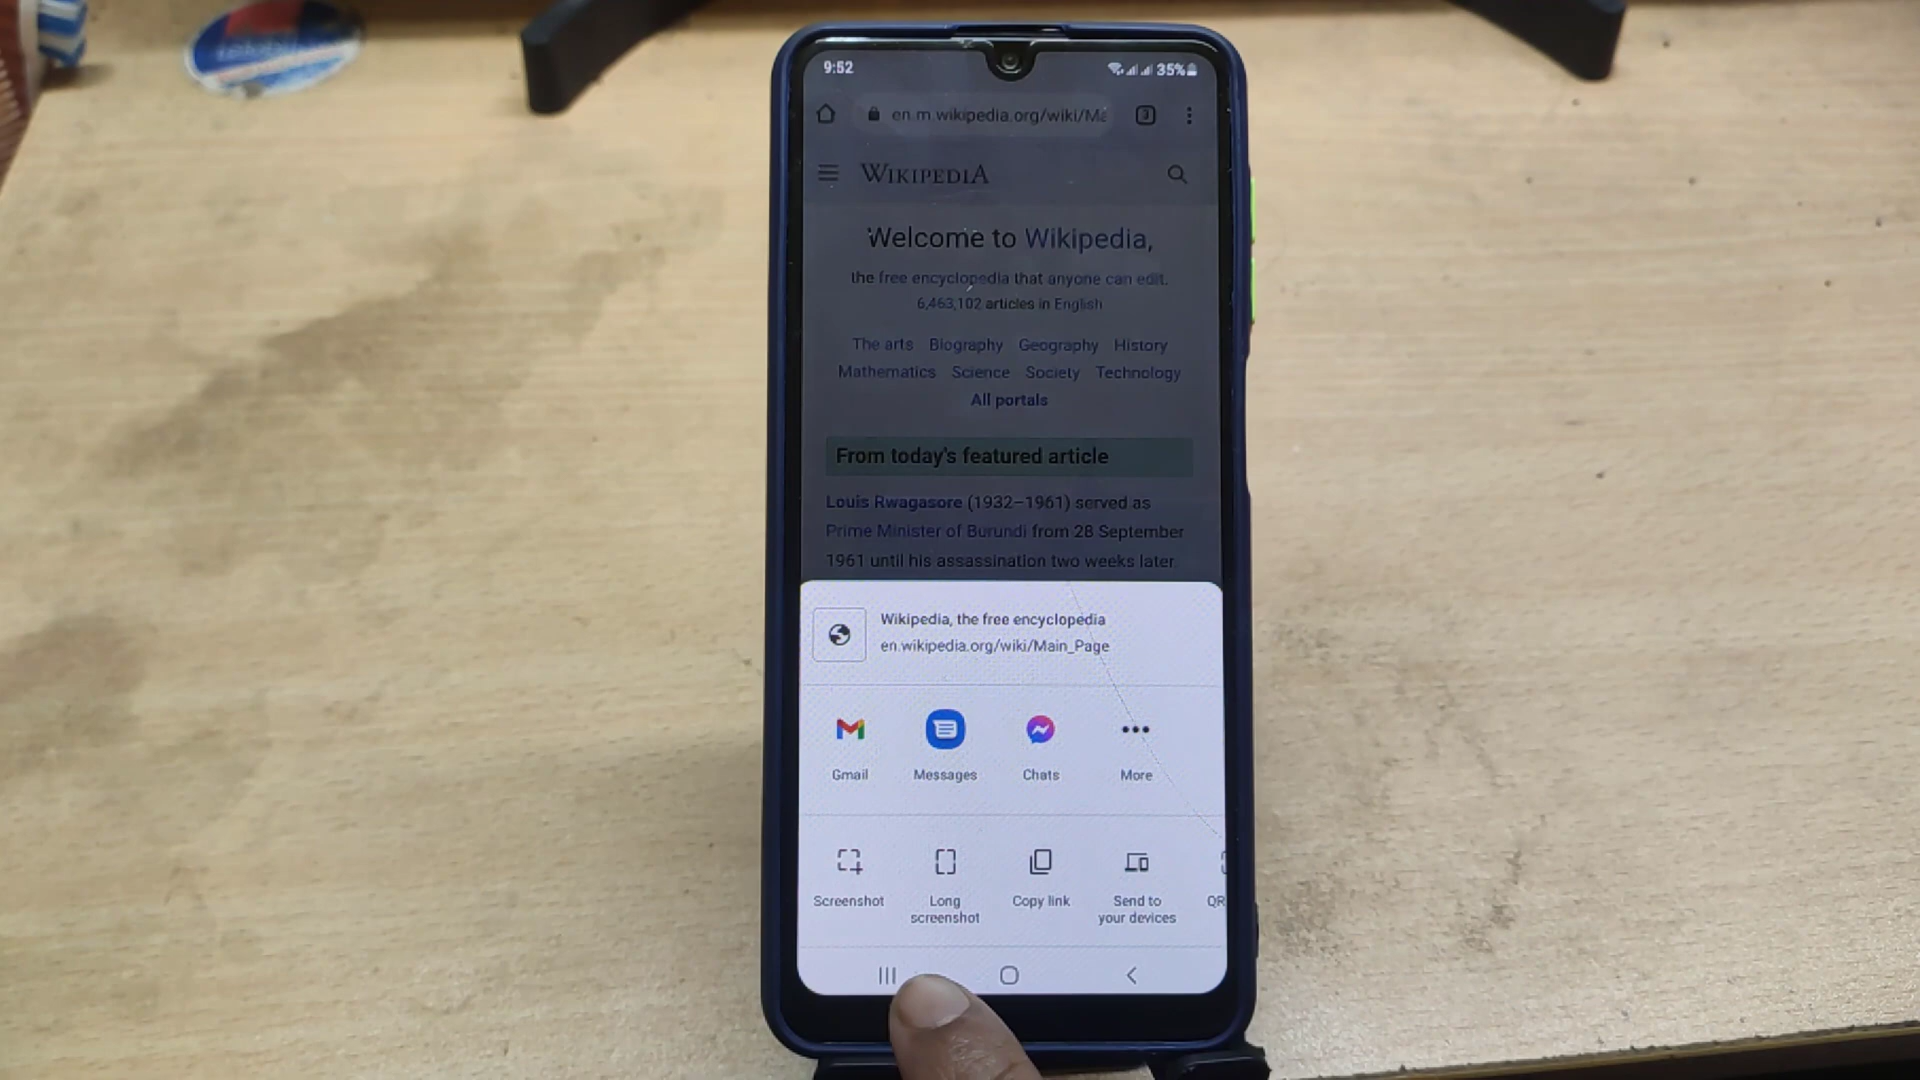 9:52
35%
en.m.wikipedia.org/wiki/Ma
3
WIKIPEDIA
Welcome to Wikipedia,
the free encyclopedia that anyone can edit.
6,463,102 articles in English
The arts Biography Geography History
Mathematics Science Society Technology
All portals
From today's featured article
Louis Rwagasore (1932–1961) served as
Prime Minister of Burundi from 28 September
1961 until his assassination two weeks later.
Wikipedia, the free encyclopedia
en.wikipedia.org/wiki/Main_Page
Gmail Messages Chats More
Screenshot Long screenshot Copy link Send to your devices QR